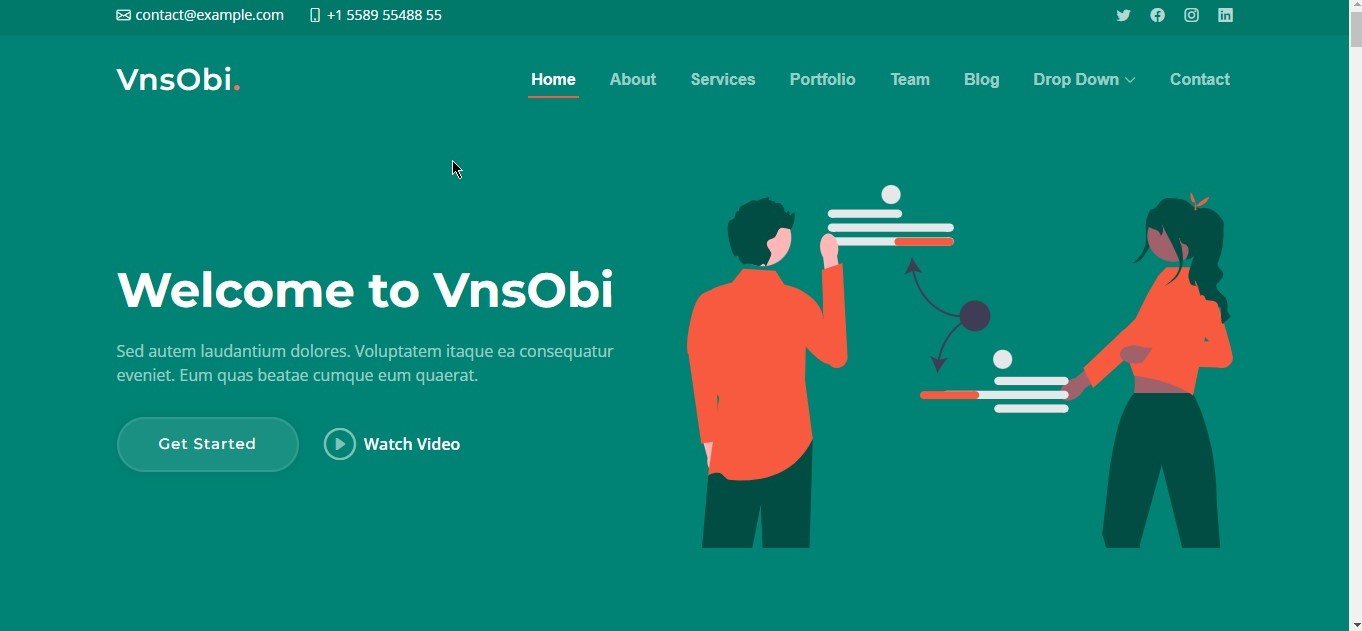 contact@example.com +1 5589 55488 55
VnsObi.
Home About Services Portfolio Team Blog Drop Down Contact
Welcome to VnsObi
Sed autem laudantium dolores. Voluptatem itaque ea consequatur
eveniet. Eum quas beatae cumque eum quaerat.
Get Started Watch Video